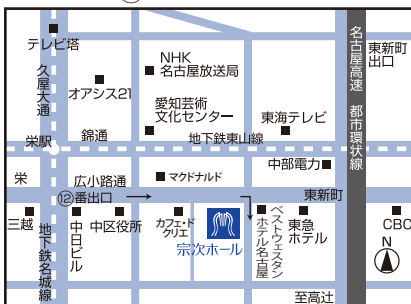 テレビ塔
久屋大通
NHK
名古屋放送局
オアシス21
愛知芸術
文化センター
東海テレビ
名古屋高速 都市環状線
東新町
出口
栄駅
錦通
地下鉄東山線
中部電力
栄
広小路通
マクドナルド
東新町
⑫番出口
三越
地下鉄名城線
中日ビル
中区役所
カフェ・ド
クリエ
宗次ホール
ベストウェスタン
ホテル名古屋
東急
ホテル
CBC
N
至高辻